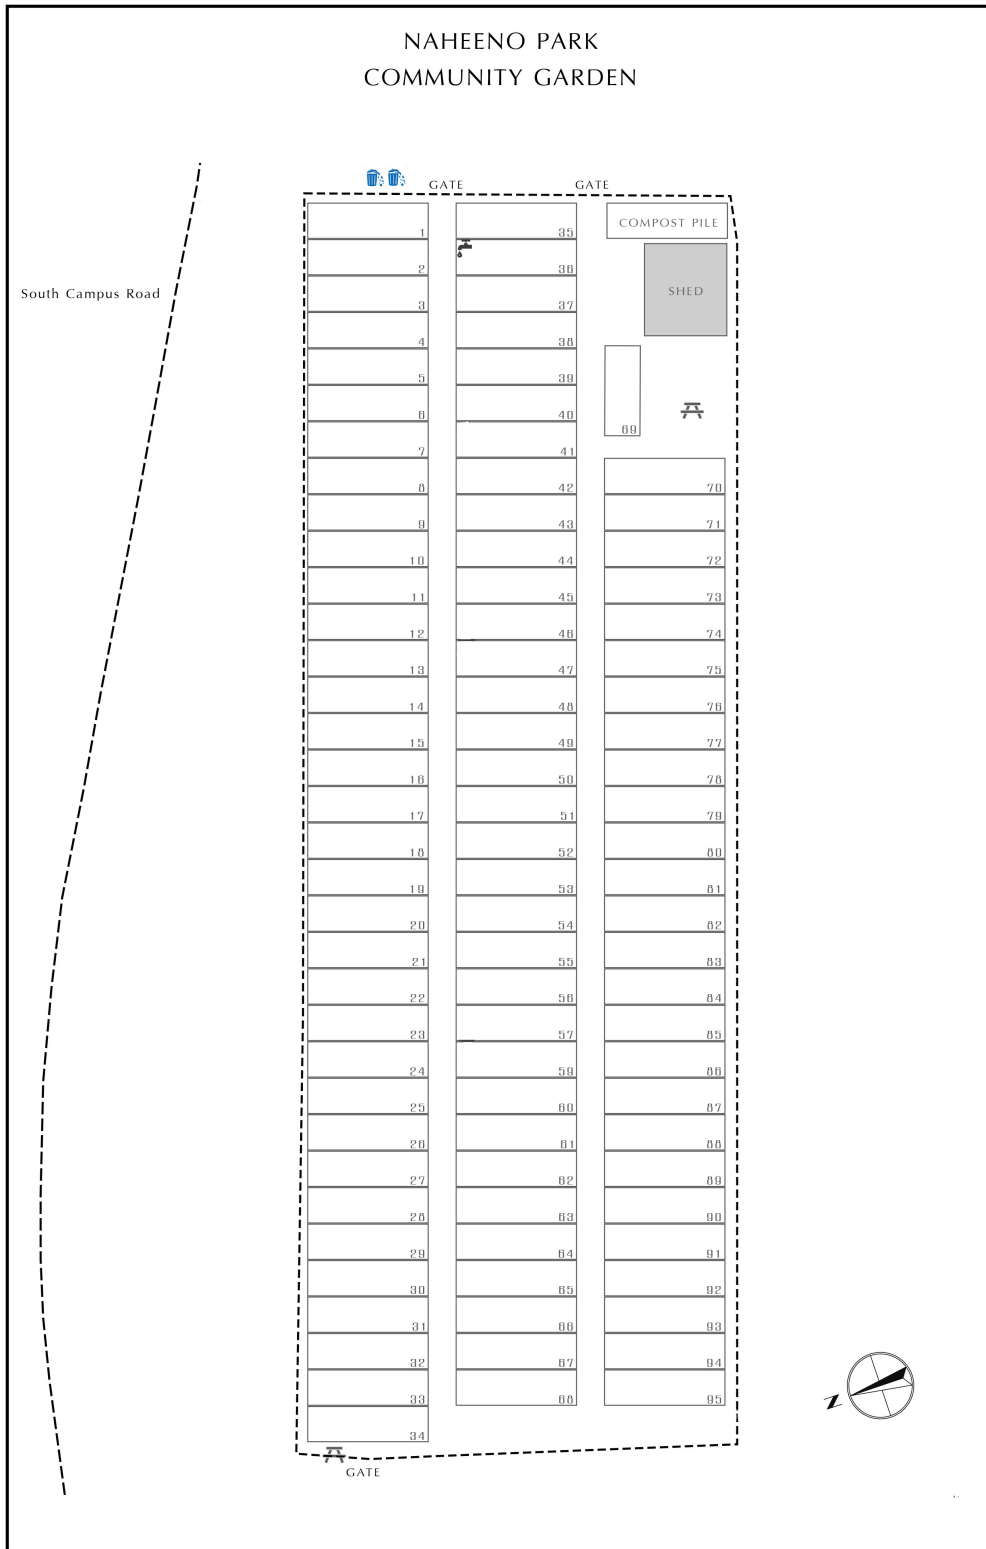 NAHEENO PARK
COMMUNITY GARDEN
GATE GATE
South Campus Road
COMPOST PILE
SHED
1 35
2 36
3 37
4 38
5 39
6 40
69
7 41
8 42 70
9 43 71
10 44 72
11 45 73
12 46 74
13 47 75
14 48 76
15 49 77
16 50 78
17 51 79
18 52 80
19 53 81
20 54 82
21 55 83
22 56 84
23 57 85
24 59 86
25 60 87
26 61 88
27 62 89
28 63 90
29 64 91
30 65 92
31 66 93
32 67 94
33 68 95
34
N
GATE